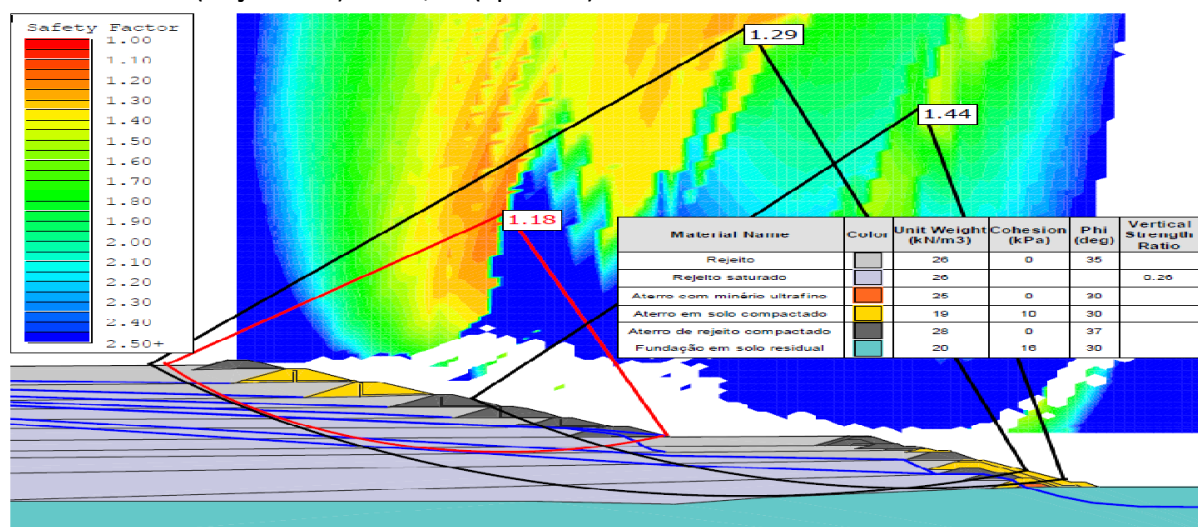 Safety Factor
1.00
1.10
1.20
1.30
1.40
1.50
1.60
1.70
1.80
1.90
2.00
2.10
2.20
2.30
2.40
2.50+
1.29
1.44
1.18
Material Name Color Unit Weight (kN/m3) Cohesion (kPa) Phi (deg) Vertical Strength Ratio
Rejeito 26 0 35
Rejeito saturado 26 0.26
Aterro com minério ultrafino 25 0 30
Aterro em solo compactado 19 10 30
Aterro de rejeito compactado 28 0 37
Fundação em solo residual 20 16 30